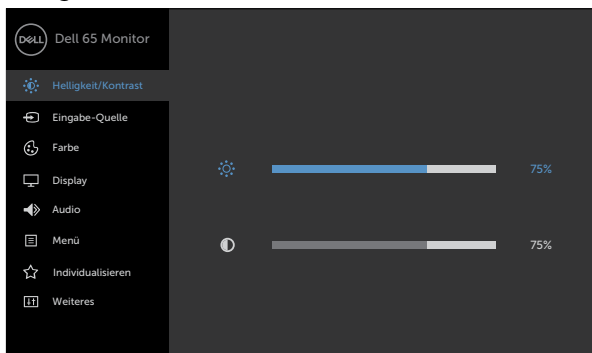 DELL Dell 65 Monitor
Helligkeit/Kontrast
Eingabe-Quelle
Farbe
75%
Display
Audio
Menü
75%
Individualisieren
Weiteres